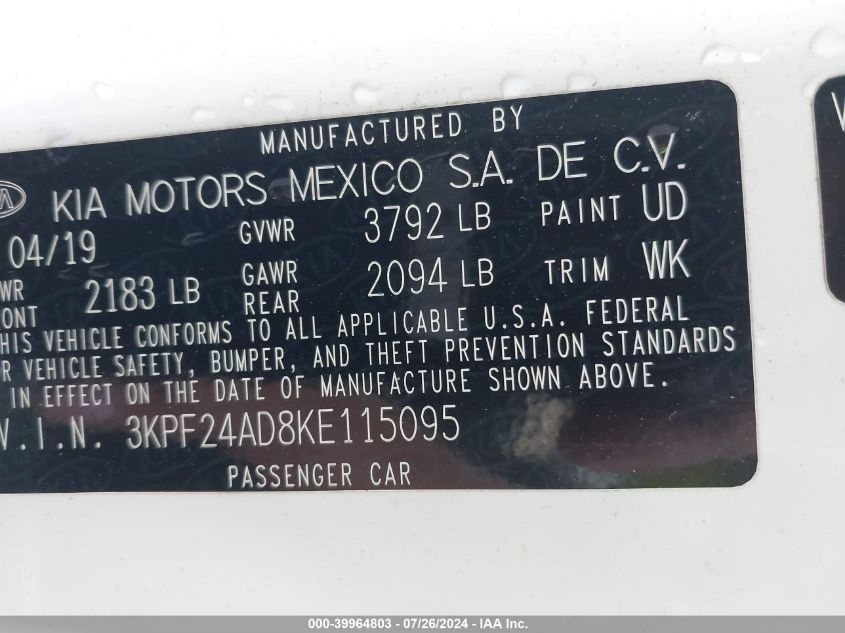 MANUFACTURED BY
KIA MOTORS MEXICO S.A. DE C.V.
04/19 GVWR 3792 LB PAINT UD
WR ONT 2183 LB GAWR REAR 2094 LB TRIM WK
HIS VEHICLE CONFORMS TO ALL APPLICABLE U.S.A. FEDERAL
R VEHICLE SAFETY, BUMPER, AND THEFT PREVENTION STANDARDS
IN EFFECT ON THE DATE OF MANUFACTURE SHOWN ABOVE.
V.I.N. 3KPF24AD8KE115095
PASSENGER CAR
V
000-39964803 - 07/26/2024 - IAA Inc.